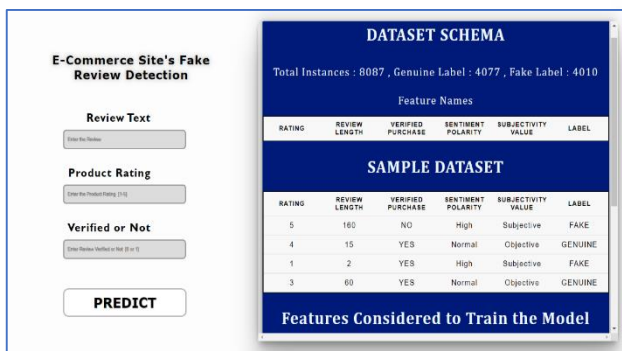 E-Commerce Site's Fake
Review Detection
Review Text
Enter the Review
Product Rating
Enter the Product Rating [1-5]
Verified or Not
Enter Review Verified or Not [0 or 1]
PREDICT
DATASET SCHEMA
Total Instances : 8087 , Genuine Label : 4077 , Fake Label : 4010
Feature Names
RATING REVIEW LENGTH VERIFIED PURCHASE SENTIMENT POLARITY SUBJECTIVITY VALUE LABEL
SAMPLE DATASET
RATING REVIEW LENGTH VERIFIED PURCHASE SENTIMENT POLARITY SUBJECTIVITY VALUE LABEL
5 160 NO High Subjective FAKE
4 15 YES Normal Objective GENUINE
1 2 YES High Subjective FAKE
3 60 YES Normal Objective GENUINE
Features Considered to Train the Model